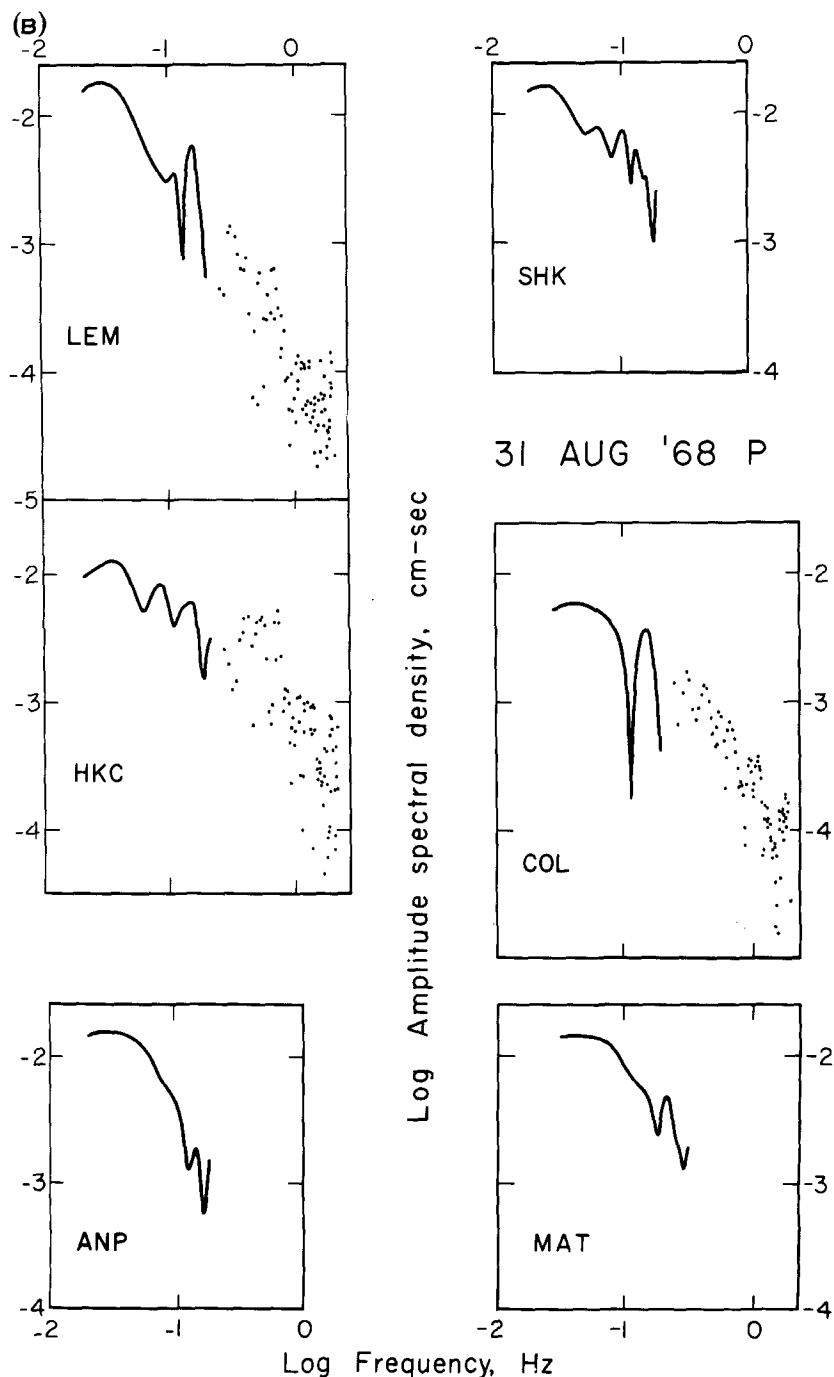 (B)
-2 -1 0
-2
-3
-4
-5
LEM
-2
-3
-4
HKC
-2
-3
-4
ANP
-2 -1 0
Log Amplitude spectral density, cm-sec
-2 -1 0
-2
-3
-4
SHK
31 AUG '68 P
-2
-3
-4
COL
-2
-3
-4
MAT
-2 -1 0
Log Frequency, Hz